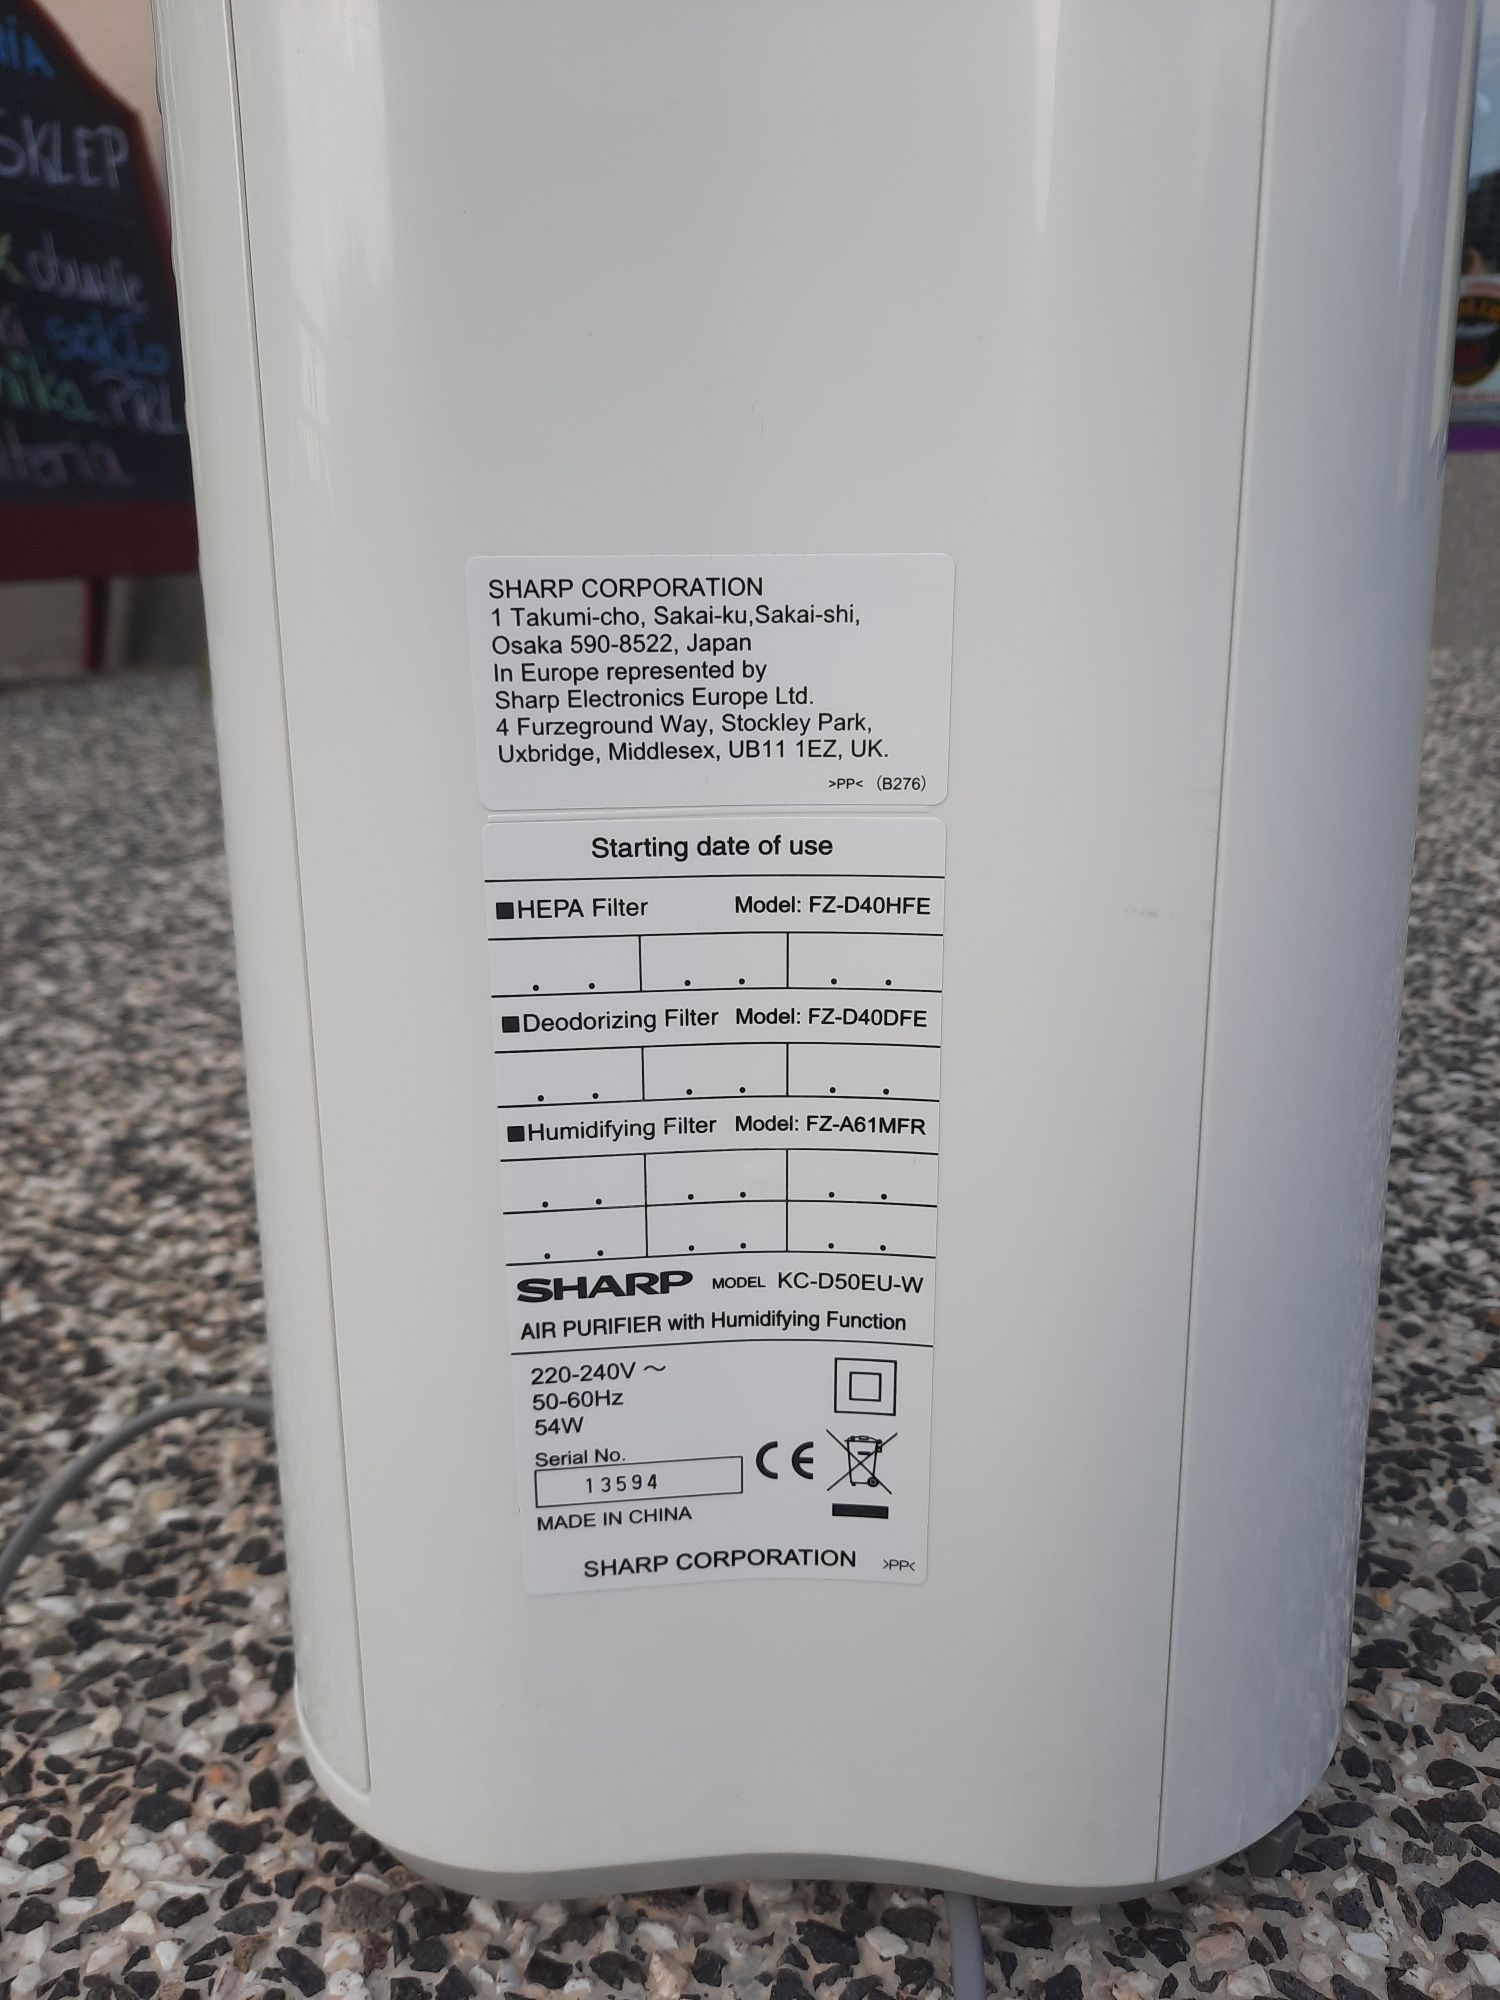 SKLEP
szkło
PRL
SHARP CORPORATION
1 Takumi-cho, Sakai-ku,Sakai-shi,
Osaka 590-8522, Japan
In Europe represented by
Sharp Electronics Europe Ltd.
4 Furzeground Way, Stockley Park,
Uxbridge, Middlesex, UB11 1EZ, UK.
>PP< (B276)
Starting date of use
■HEPA Filter Model: FZ-D40HFE
■Deodorizing Filter Model: FZ-D40DFE
■Humidifying Filter Model: FZ-A61MFR
SHARP MODEL KC-D50EU-W
AIR PURIFIER with Humidifying Function
220-240V ～
50-60Hz
54W
Serial No.
13594
CE
MADE IN CHINA
SHARP CORPORATION >PP<